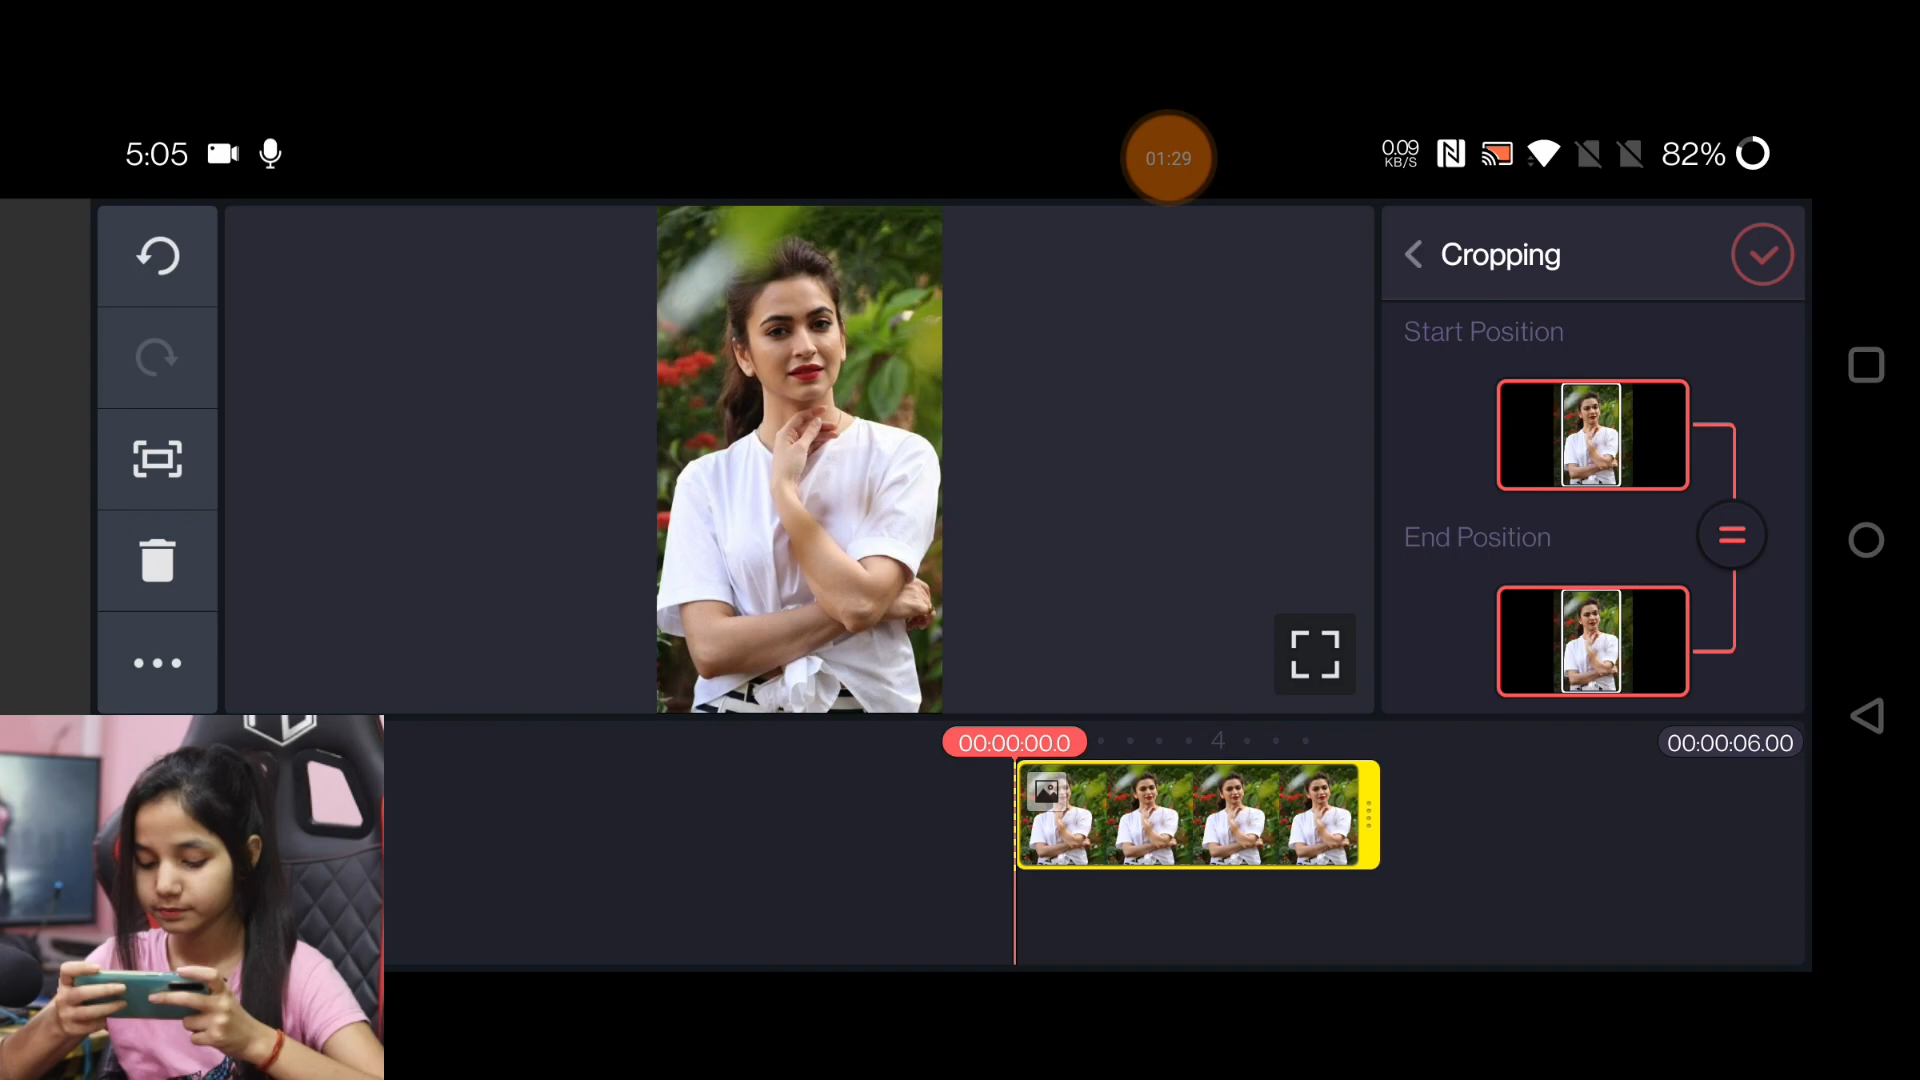 5:05
01:29
0.09
KB/S
82%
Cropping
Start Position
End Position
00:00:00.0
4
00:00:06.00